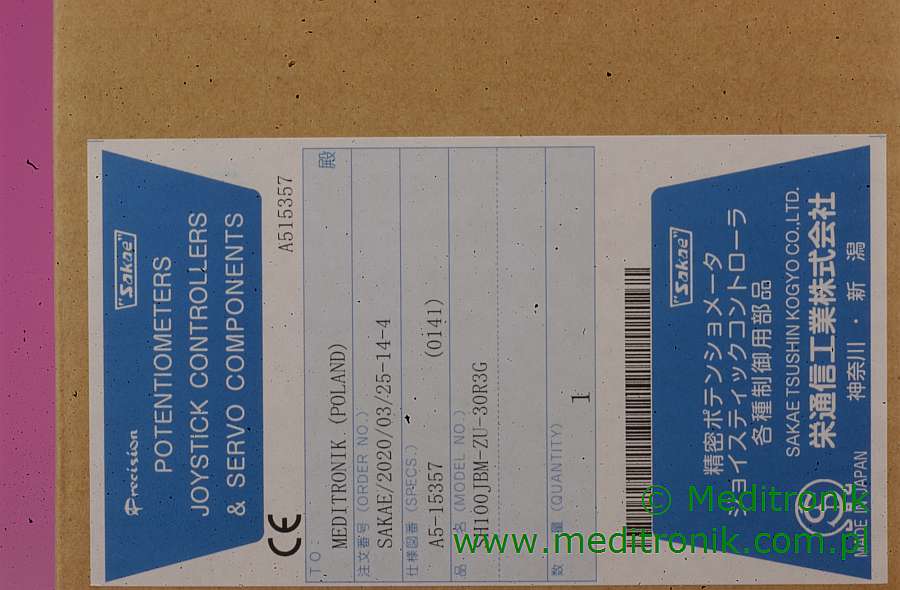 "Sakae"
Precision
POTENTIOMETERS
JOYSTICK CONTROLLERS
& SERVO COMPONENTS
CE
A515357
TO
殿
MEDITRONIK (POLAND)
注文番号 (ORDER NO.)
SAKAE/2020/03/25-14-4
仕様図番 (SPECS.)
A5-15357 (0141)
品 名 (MODEL NO.)
SH100JBM-ZU-30R3G
数 量 (QUANTITY)
1
"Sakae"
精密ポテンショメータ
ジョイスティックコントローラ
各種制御用部品
SAKAE TSUSHIN KOGYO CO.,LTD.
栄通信工業株式会社
神奈川・新潟
MADE IN JAPAN
© Meditronik
www.meditronik.com.pl